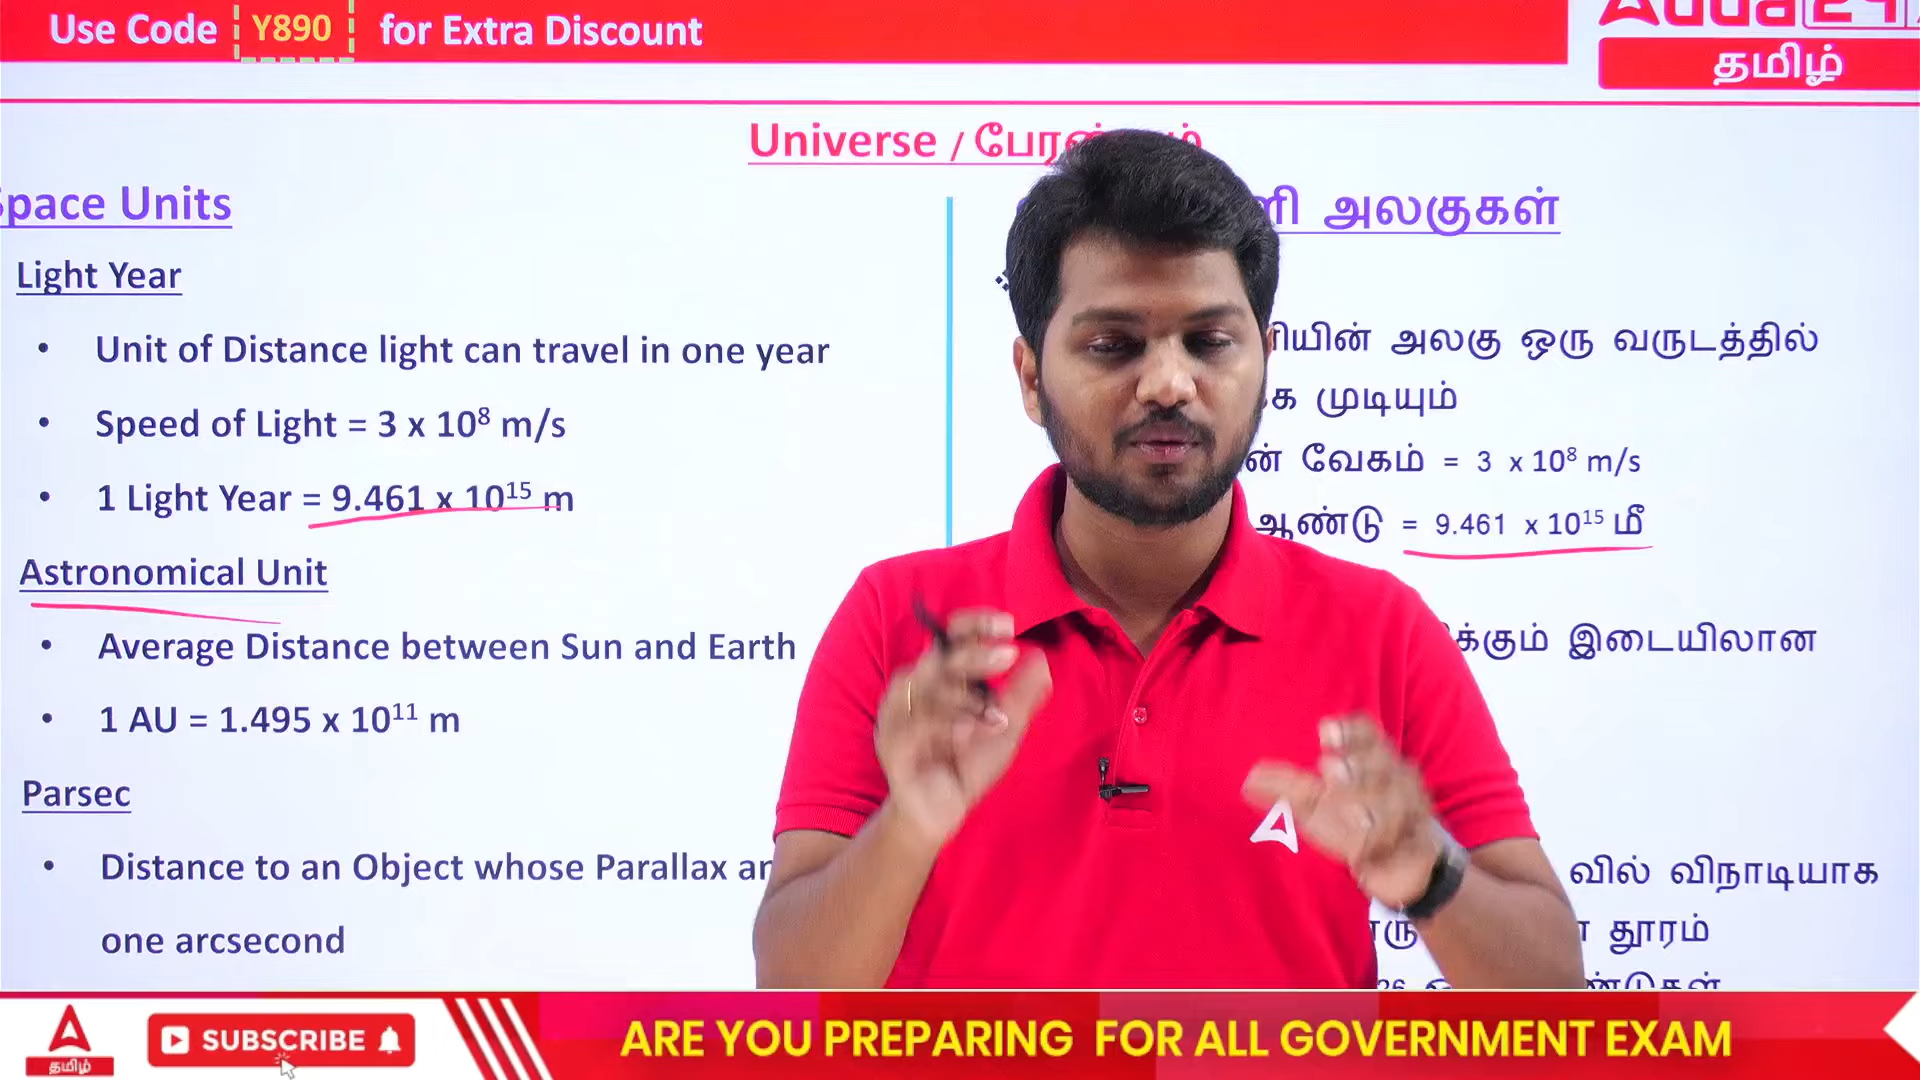 Use Code Y890 for Extra Discount
தமிழ்
Universe /
Space Units
அலகுகள்
Light Year
• Unit of Distance light can travel in one year
அலகு ஒரு வருடத்தில்
முடியும்
• Speed of Light = 3 x 10⁸ m/s
வேகம் = 3 x 10⁸ m/s
• 1 Light Year = 9.461 x 10¹⁵ m
ஆண்டு = 9.461 x 10¹⁵ மீ
Astronomical Unit
• Average Distance between Sun and Earth
இடையிலான
• 1 AU = 1.495 x 10¹¹ m
Parsec
• Distance to an Object whose Parallax
விநாடியாக
one arcsecond
தூரம்
தமிழ்
SUBSCRIBE
ARE YOU PREPARING FOR ALL GOVERNMENT EXAM